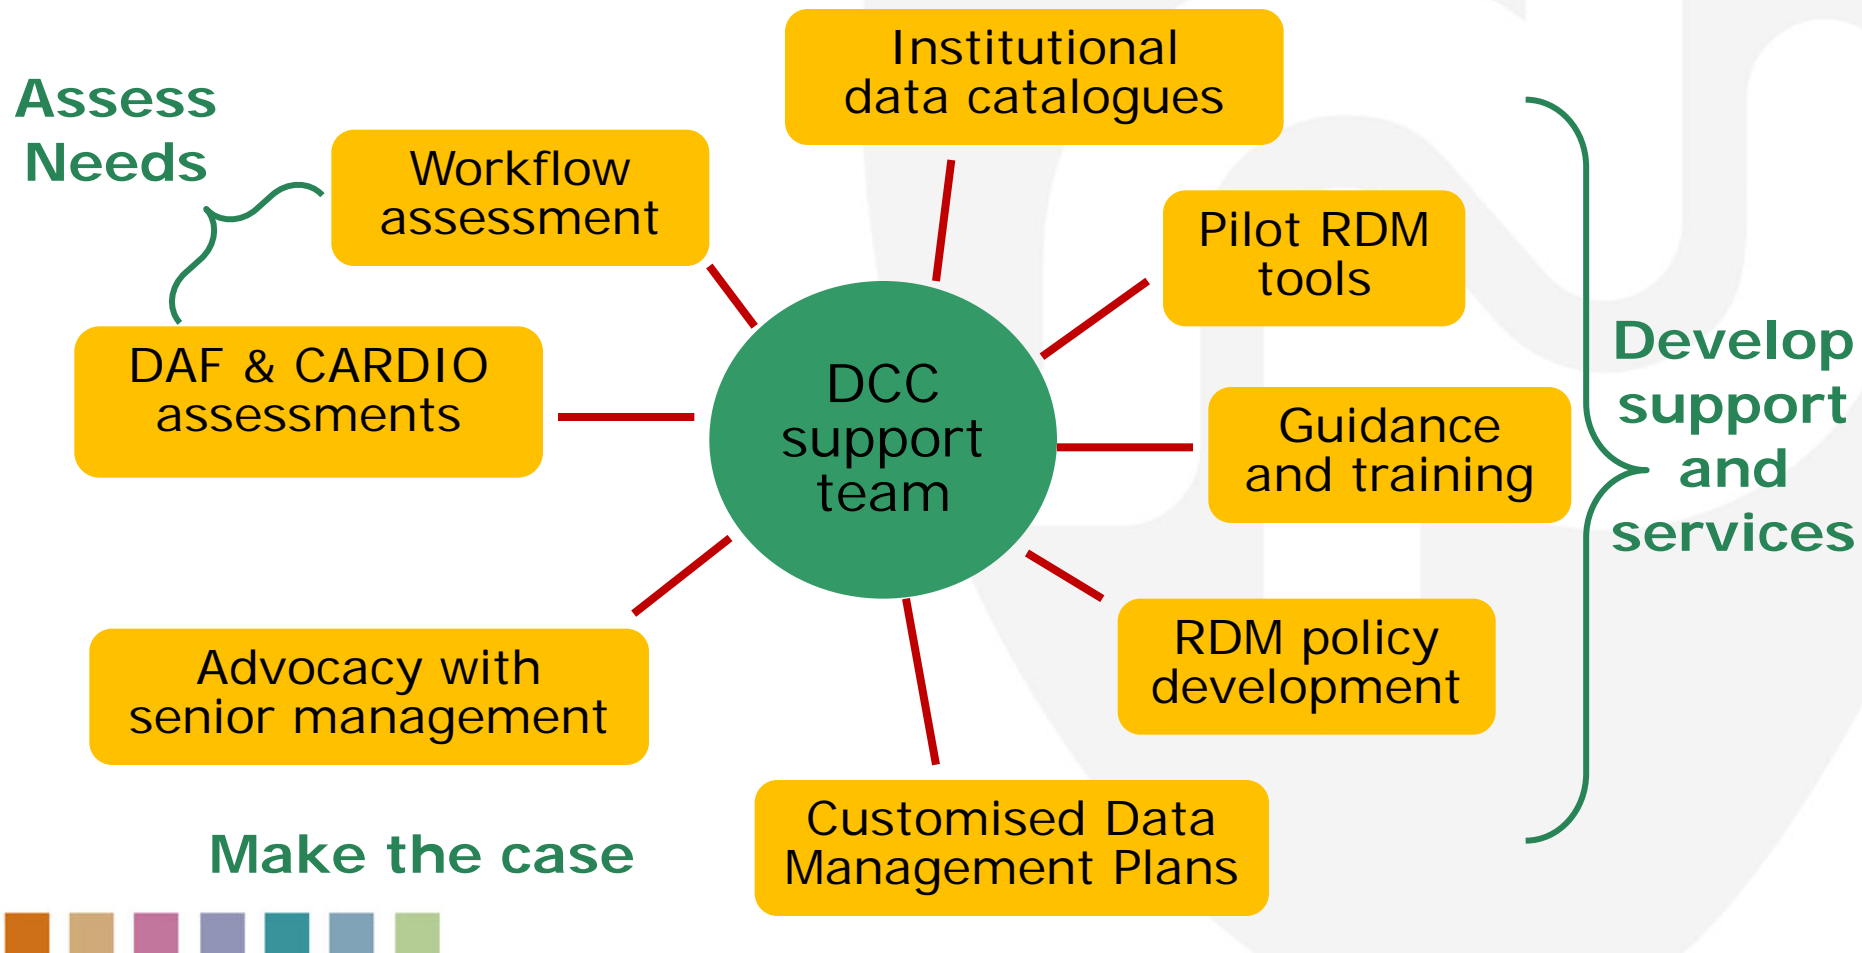 Assess
Needs
Institutional
data catalogues
Workflow
assessment
Pilot RDM
tools
DAF & CARDIO
assessments
DCC
support
team
Guidance
and training
Develop
support
and
services
Advocacy with
senior management
RDM policy
development
Customised Data
Management Plans
Make the case